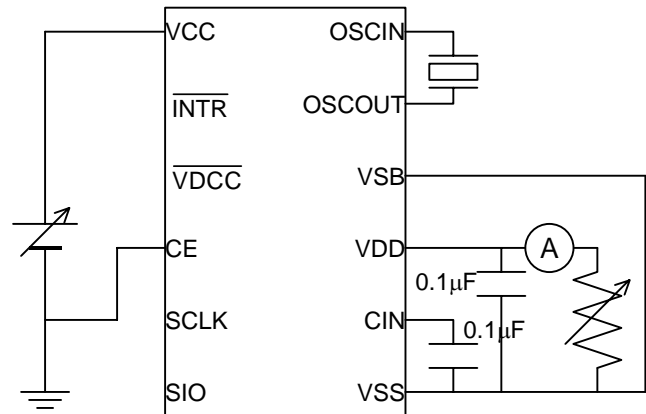 VCC
OSCIN
INTR
OSCOUT
VDCC
VSB
CE
VDD
A
0.1µF
SCLK
CIN
0.1µF
SIO
VSS